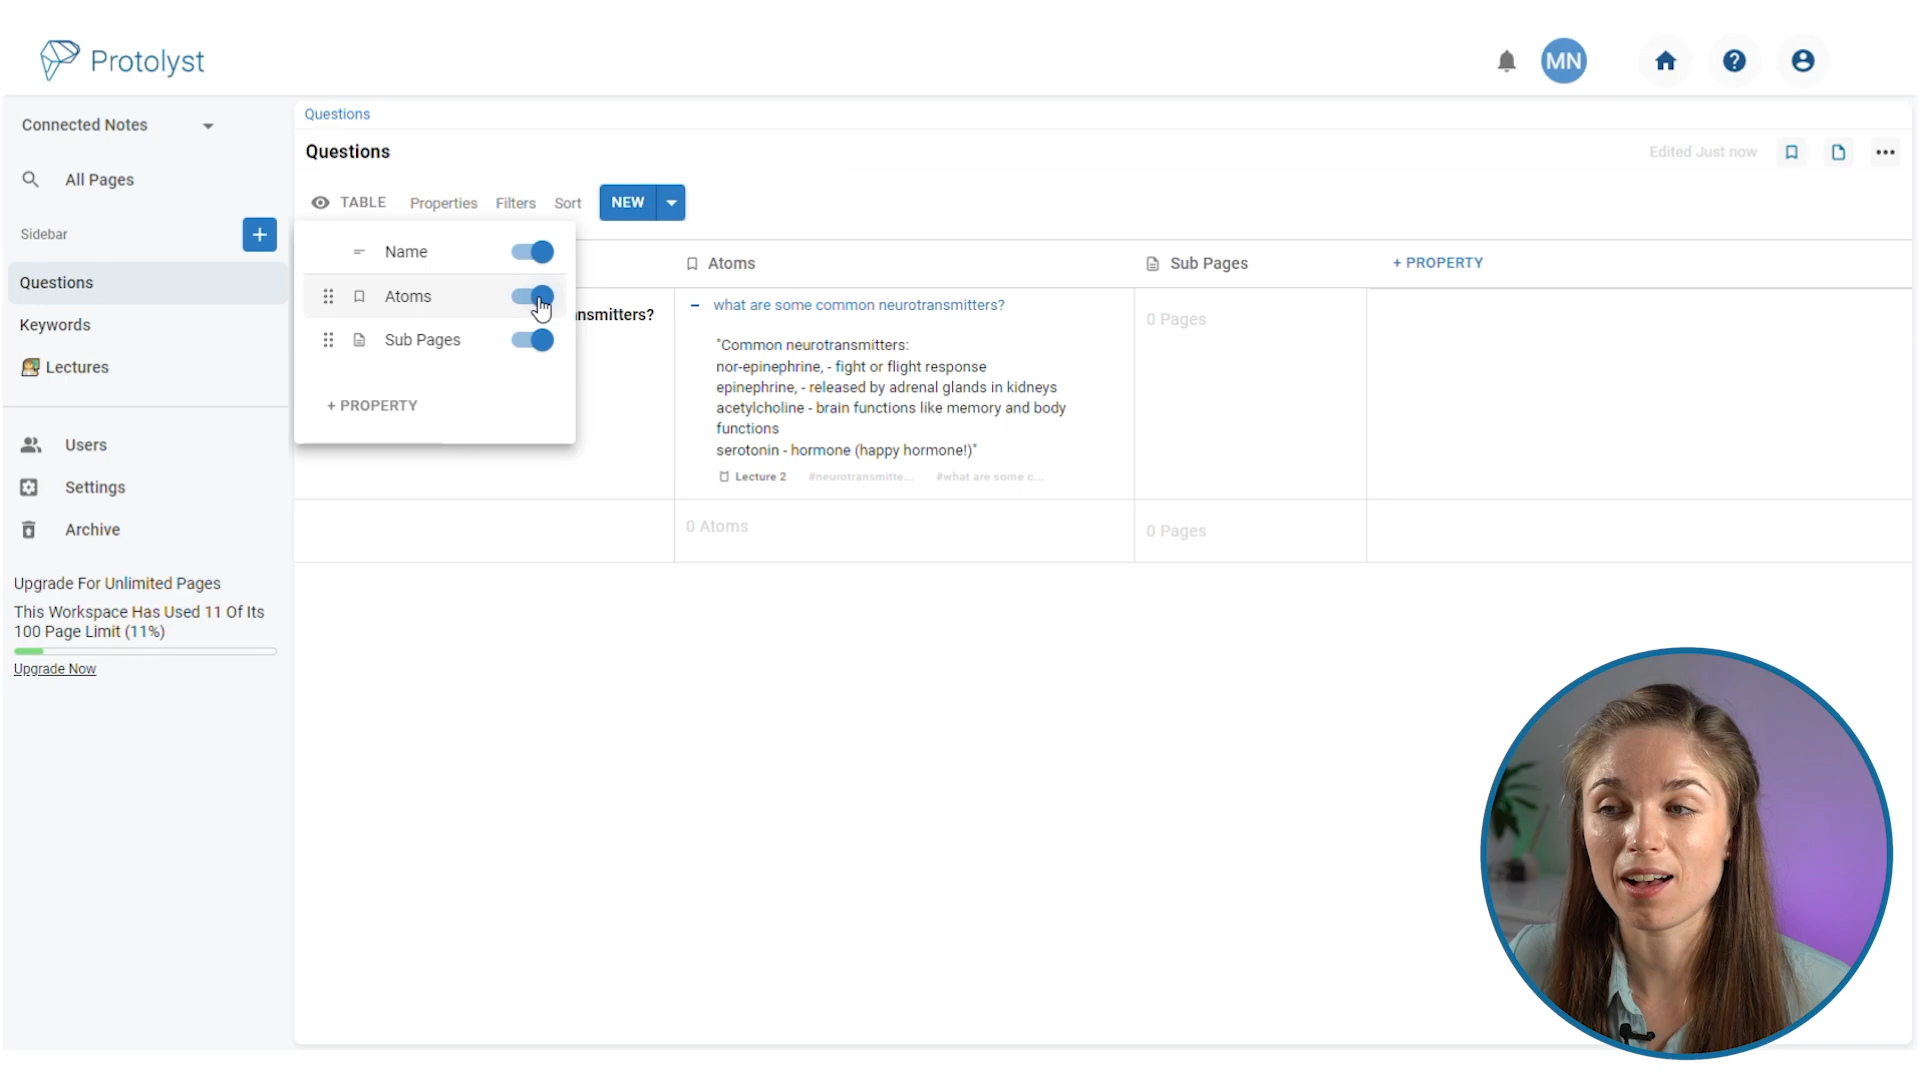 Protolyst
MN
Connected Notes
All Pages
Sidebar
+
Questions
Keywords
Lectures
Users
Settings
Archive
Upgrade For Unlimited Pages
This Workspace Has Used 11 Of Its
100 Page Limit (11%)
Upgrade Now
Questions
Questions
Edited Just now
TABLE
Properties
Filters
Sort
NEW
Name
Atoms
Sub Pages
+ PROPERTY
Atoms
Sub Pages
+ PROPERTY
nsmitters?
what are some common neurotransmitters?
"Common neurotransmitters:
nor-epinephrine, - fight or flight response
epinephrine, - released by adrenal glands in kidneys
acetylcholine - brain functions like memory and body
functions
serotonin - hormone (happy hormone!)"
Lecture 2
#neurotransmitte...
#what are some c...
0 Pages
0 Atoms
0 Pages